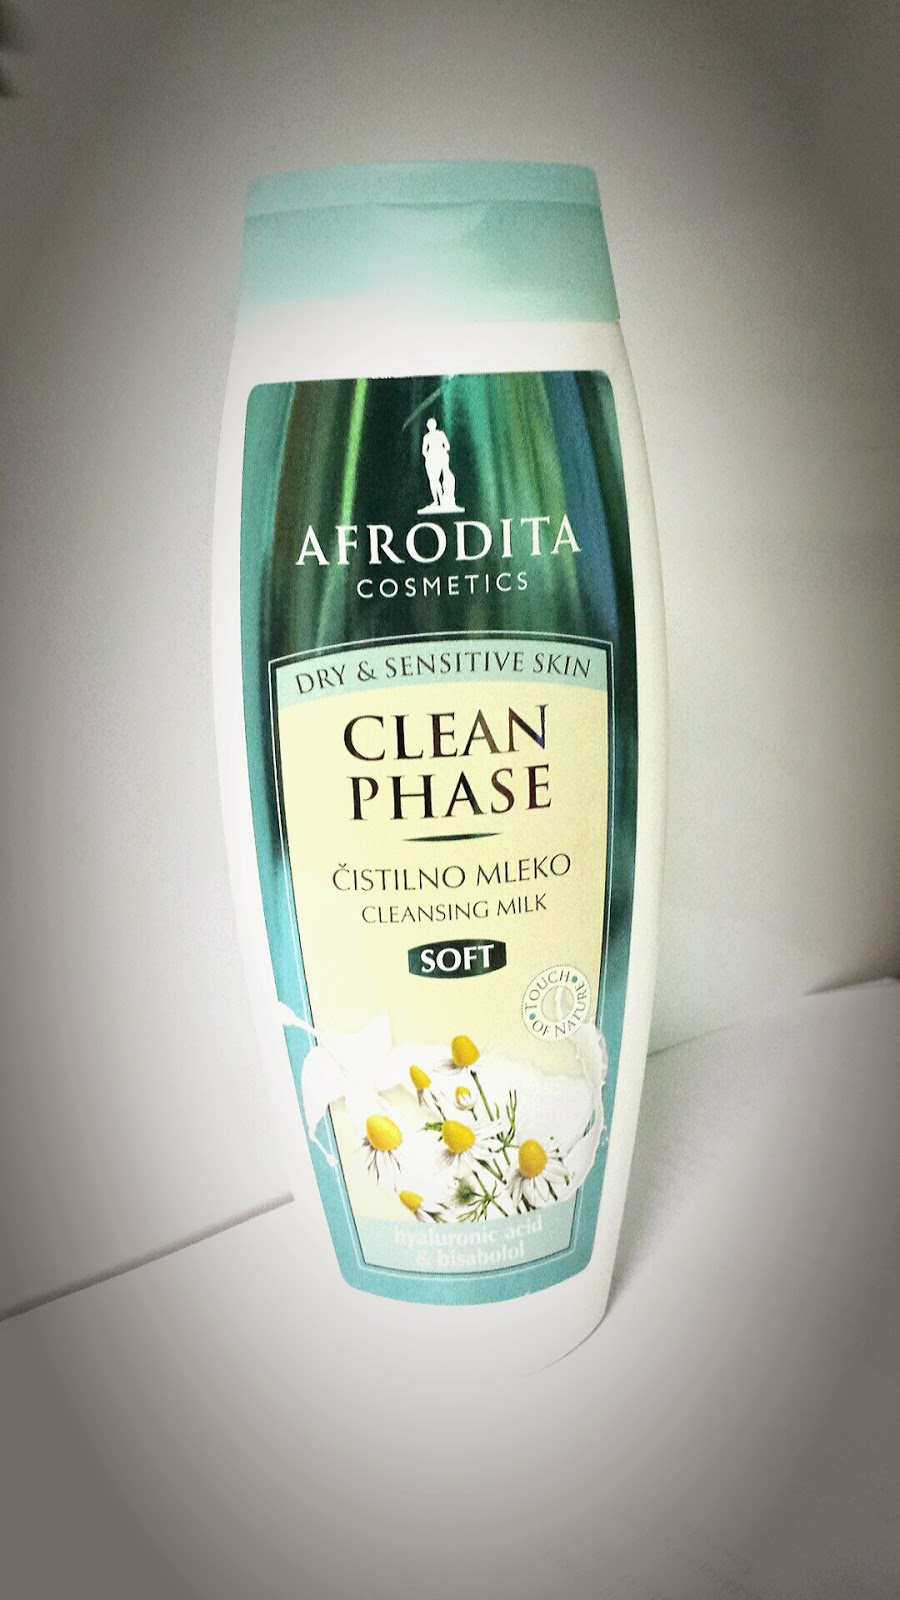 AFRODITA
COSMETICS
DRY & SENSITIVE SKIN
CLEAN
PHASE
ČISTILNO MLEKO
CLEANSING MILK
SOFT
• TOUCH •
OF NATURE
hyaluronic acid
& bisabolol